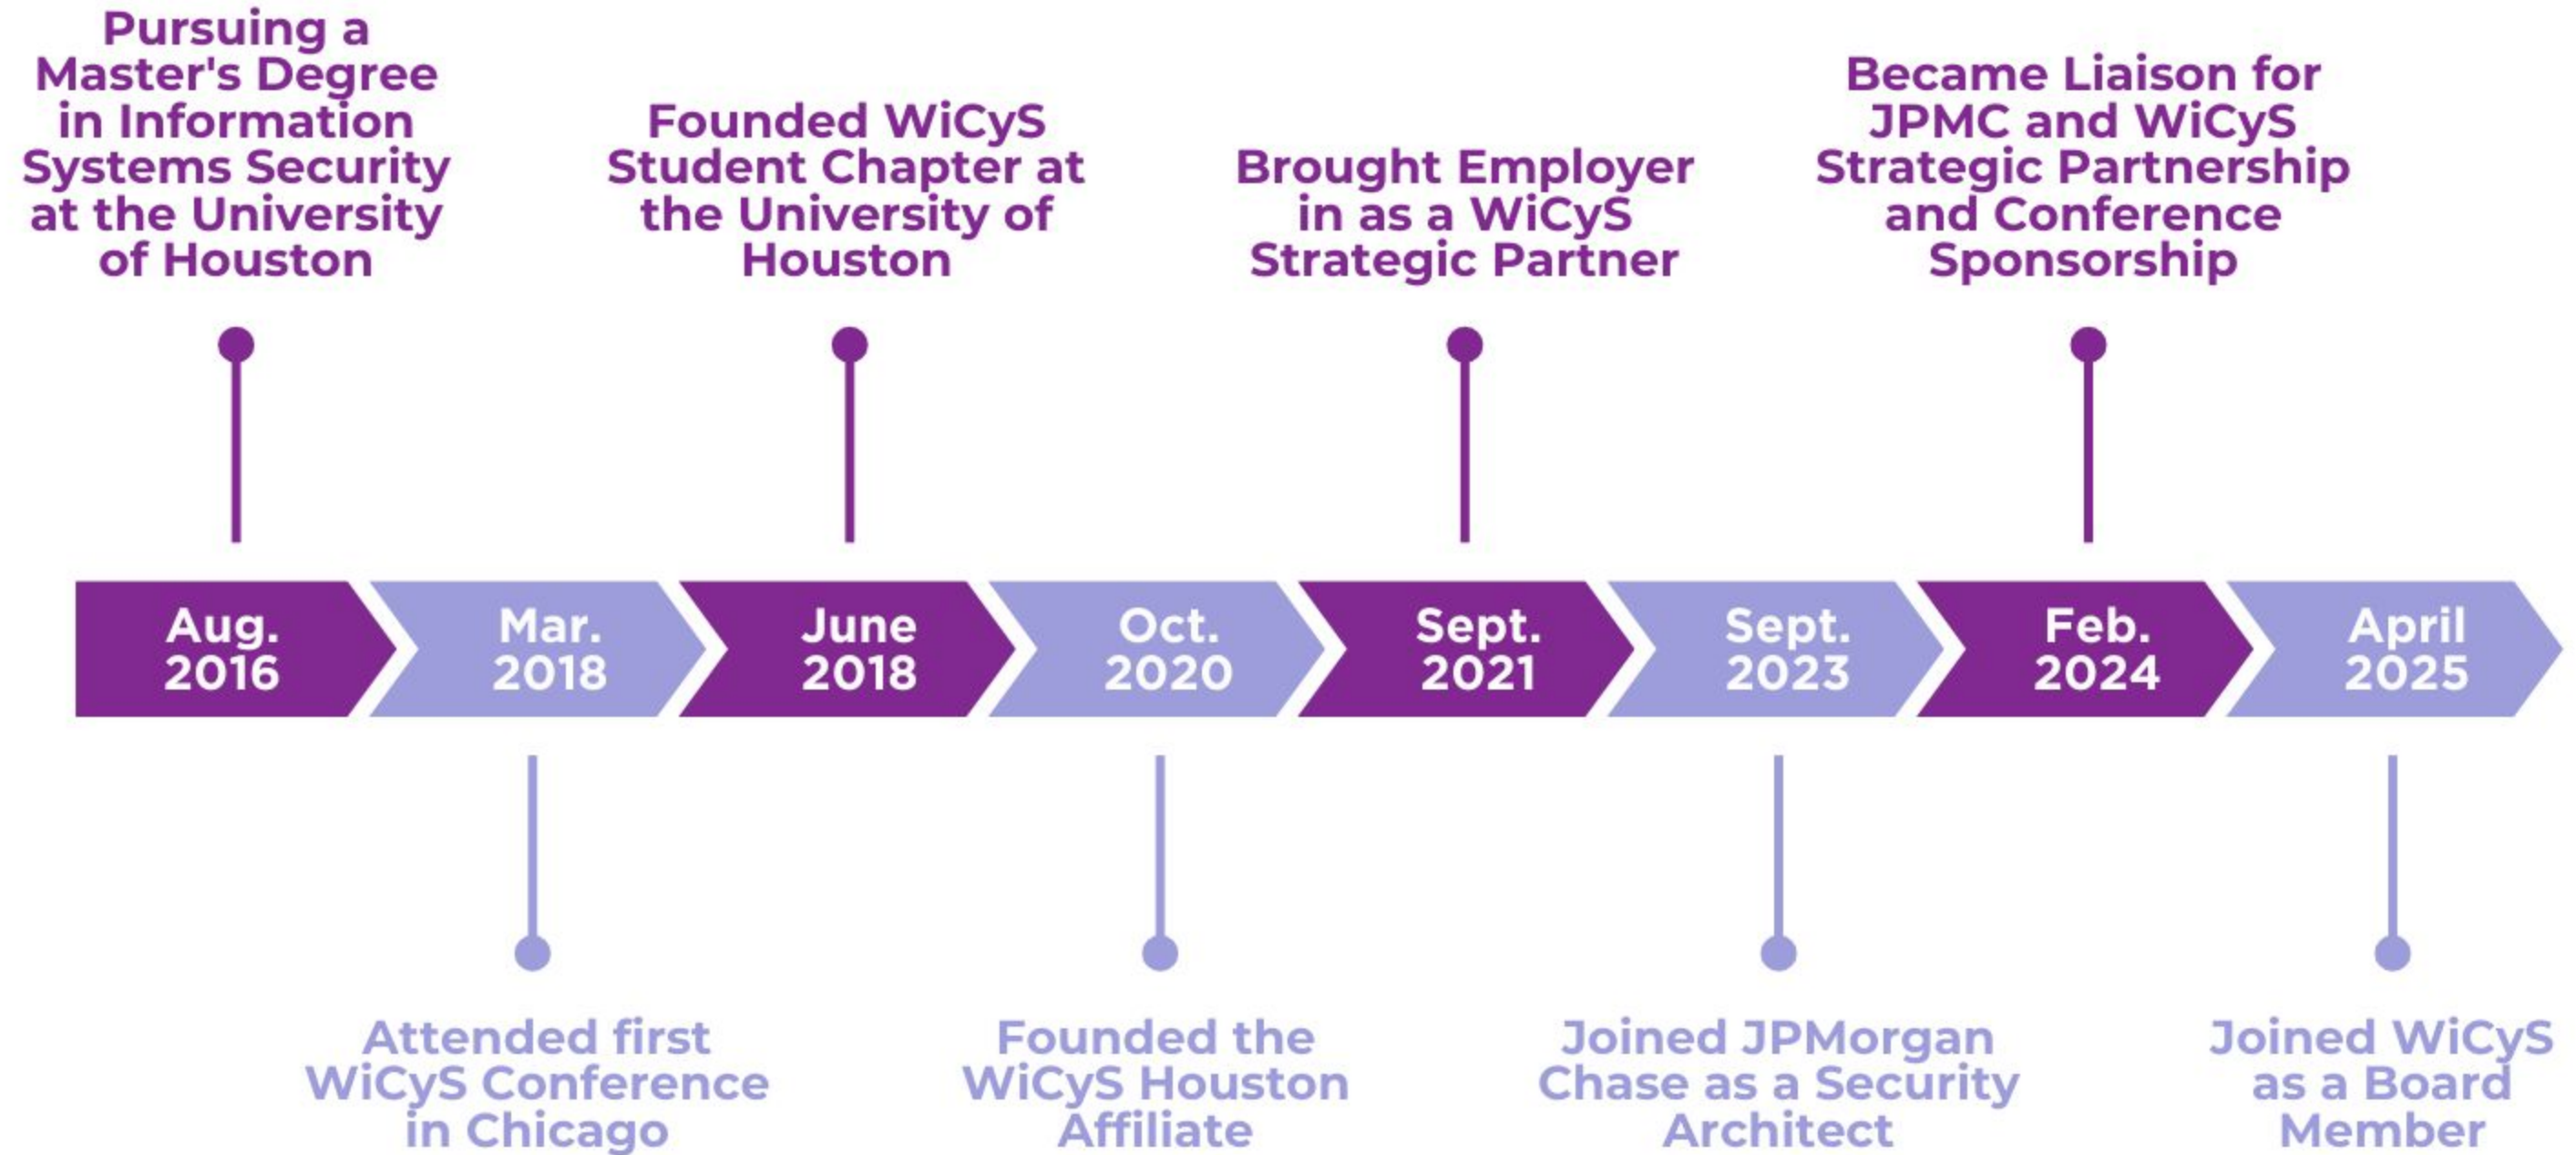 Pursuing a
Master's Degree
in Information
Systems Security
at the University
of Houston
Founded WiCyS
Student Chapter at
the University of
Houston
Brought Employer
in as a WiCyS
Strategic Partner
Became Liaison for
JPMC and WiCyS
Strategic Partnership
and Conference
Sponsorship
Aug.
2016
Mar.
2018
June
2018
Oct.
2020
Sept.
2021
Sept.
2023
Feb.
2024
April
2025
Attended first
WiCyS Conference
in Chicago
Founded the
WiCyS Houston
Affiliate
Joined JPMorgan
Chase as a Security
Architect
Joined WiCyS
as a Board
Member